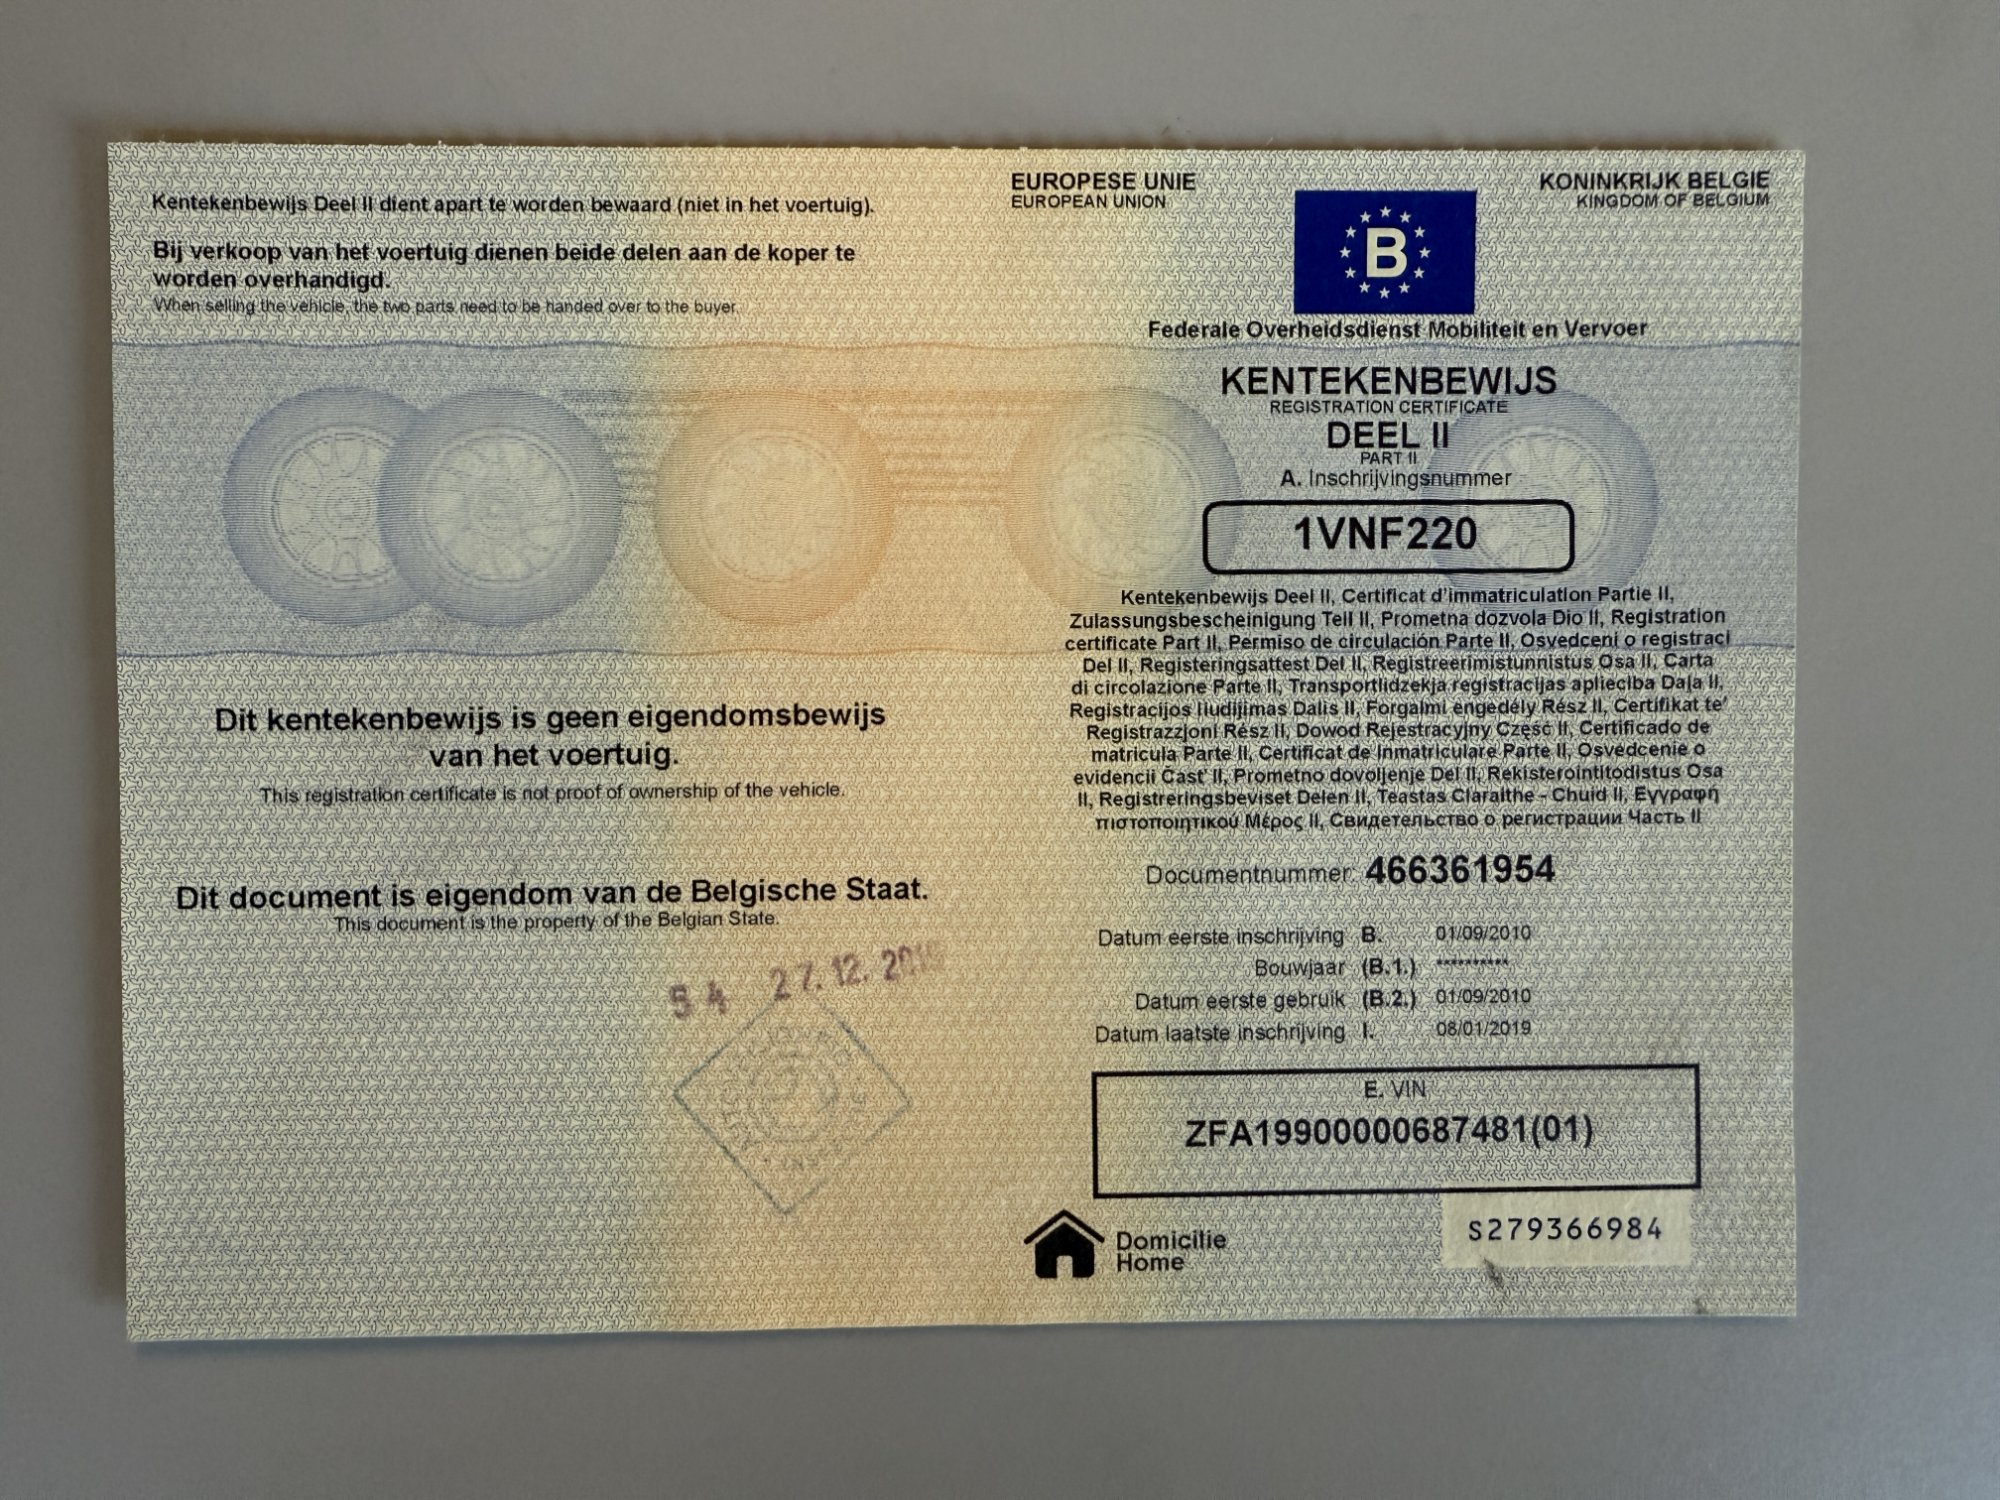 Kentekenbewijs Deel II dient apart te worden bewaard (niet in het voertuig).
Bij verkoop van het voertuig dienen beide delen aan de koper te
worden overhandigd.
When selling the vehicle, the two parts need to be handed over to the buyer.
Dit kentekenbewijs is geen eigendomsbewijs
van het voertuig.
This registration certificate is not proof of ownership of the vehicle.
Dit document is eigendom van de Belgische Staat.
This document is the property of the Belgian State.
54 27.12.
EUROPESE UNIE
EUROPEAN UNION
B
KONINKRIJK BELGIE
KINGDOM OF BELGIUM
Federale Overheidsdienst Mobiliteit en Vervoer
KENTEKENBEWIJS
REGISTRATION CERTIFICATE
DEEL II
PART II
A. Inschrijvingsnummer
1VNF220
Kentekenbewijs Deel II, Certificat d'immatriculation Partie II,
Zulassungsbescheinigung Teil II, Prometna dozvola Dio II, Registration
certificate Part II, Permiso de circulación Parte II, Osvedceni o registraci
Del II, Registeringsattest Del II, Registreerimistunnistus Osa II, Carta
di circolazione Parte II, Transportlidzekja registracijas aplieciba Daļa II,
Registracijos liudijimas Dalis II, Forgalmi engedély Rész II, Certifikat te'
Registrazzjoni Rész II, Dowod Rejestracyjny Część II, Certificado de
matricula Parte II, Certificat de Inmatriculare Parte II, Osvedcenie o
evidencii Čast' II, Prometno dovoljenje Del II, Rekisterointitodistus Osa
II, Registreringsbeviset Delen II, Teastas Claraithe - Chuid II, Εγγραφή
πιστοποιητικού Μέρος II, Свидетельство о регистрации Часть II
Documentnummer: 466361954
Datum eerste inschrijving B. 01/09/2010
Bouwjaar (B.1.) **********
Datum eerste gebruik (B.2.) 01/09/2010
Datum laatste inschrijving I. 08/01/2019
E. VIN
ZFA19900000687481(01)
Domicilie
Home
S279366984